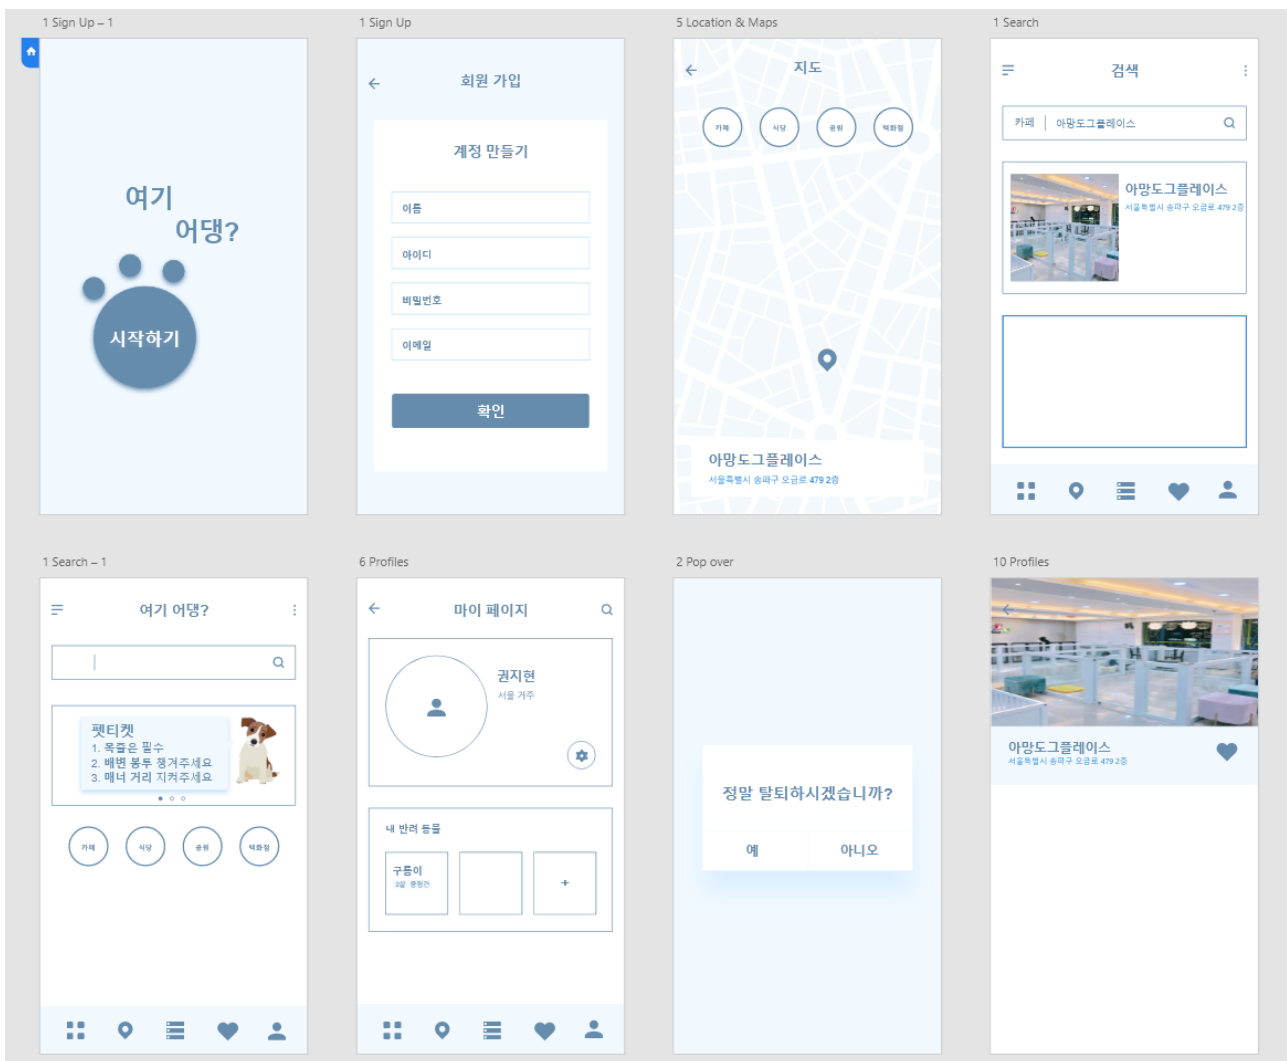 1 Sign Up – 1
여기
어댕?
시작하기
1 Sign Up
회원 가입
계정 만들기
이름
아이디
비밀번호
이메일
확인
5 Location & Maps
지도
카페
식당
공원
백화점
아망도그플레이스
서울특별시 송파구 오금로 479 2층
1 Search
검색
카페
아망도그플레이스
아망도그플레이스
서울특별시 송파구 오금로 479 2층
1 Search – 1
여기 어댕?
펫티켓
1. 목줄은 필수
2. 배변 봉투 챙겨주세요
3. 매너 거리 지켜주세요
카페
식당
공원
백화점
6 Profiles
마이 페이지
권지현
서울 거주
내 반려 동물
구름이
2 Pop over
정말 탈퇴하시겠습니까?
예
아니오
10 Profiles
아망도그플레이스
서울특별시 송파구 오금로 479 2층